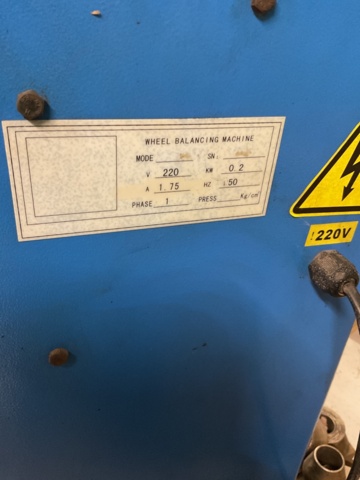 WHEEL BALANCING MACHINE
MODE SN
V 220 KW 0.2
A 1.75 HZ 50
PHASE 1 PRESS Kg/cm
220V